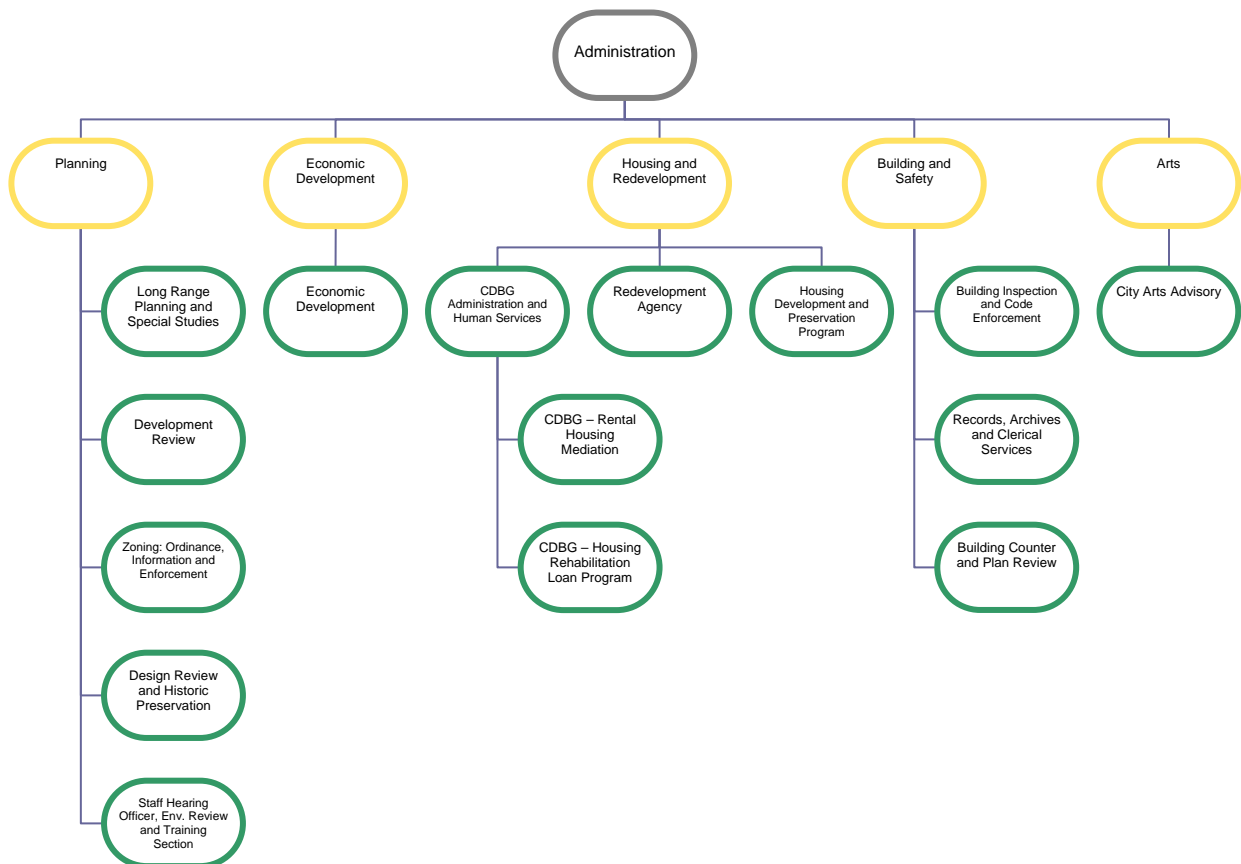 Administration
Planning
Economic
Development
Housing and
Redevelopment
Building and
Safety
Arts
Long Range
Planning and
Special Studies
Economic
Development
CDBG
Administration and
Human Services
Redevelopment
Agency
Housing
Development and
Preservation
Program
Building Inspection
and Code
Enforcement
City Arts Advisory
Development
Review
CDBG – Rental
Housing
Mediation
Records, Archives
and Clerical
Services
Zoning: Ordinance,
Information and
Enforcement
CDBG – Housing
Rehabilitation
Loan Program
Building Counter
and Plan Review
Design Review
and Historic
Preservation
Staff Hearing
Officer, Env. Review
and Training
Section